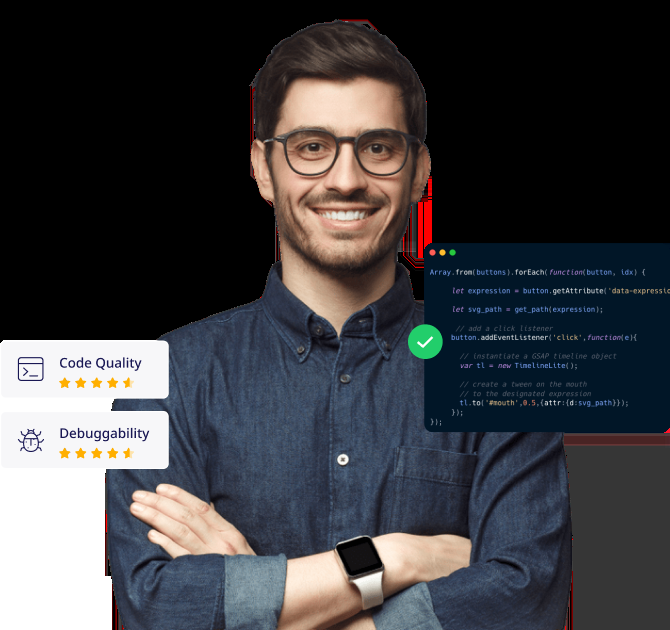 Array.from(buttons).forEach(function(button, idx) {
let expression = button.getAttribute('data-expressio
let svg_path = get_path(expression);
// add a click listener
button.addEventListener('click',function(e){
// instantiate a GSAP timeline object
var tl = new TimelineLite();
// create a tween on the mouth
// to the designated expression
tl.to('#mouth',0.5,{attr:{d:svg_path}});
});
});
Code Quality
Debuggability